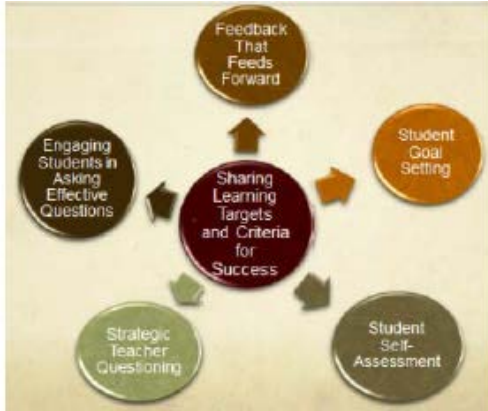 Feedback
That
Feeds
Forward
Student
Goal
Setting
Student
Self-
Assessment
Strategic
Teacher
Questioning
Engaging
Students in
Asking
Effective
Questions
Sharing
Learning
Targets
and Criteria
for
Success